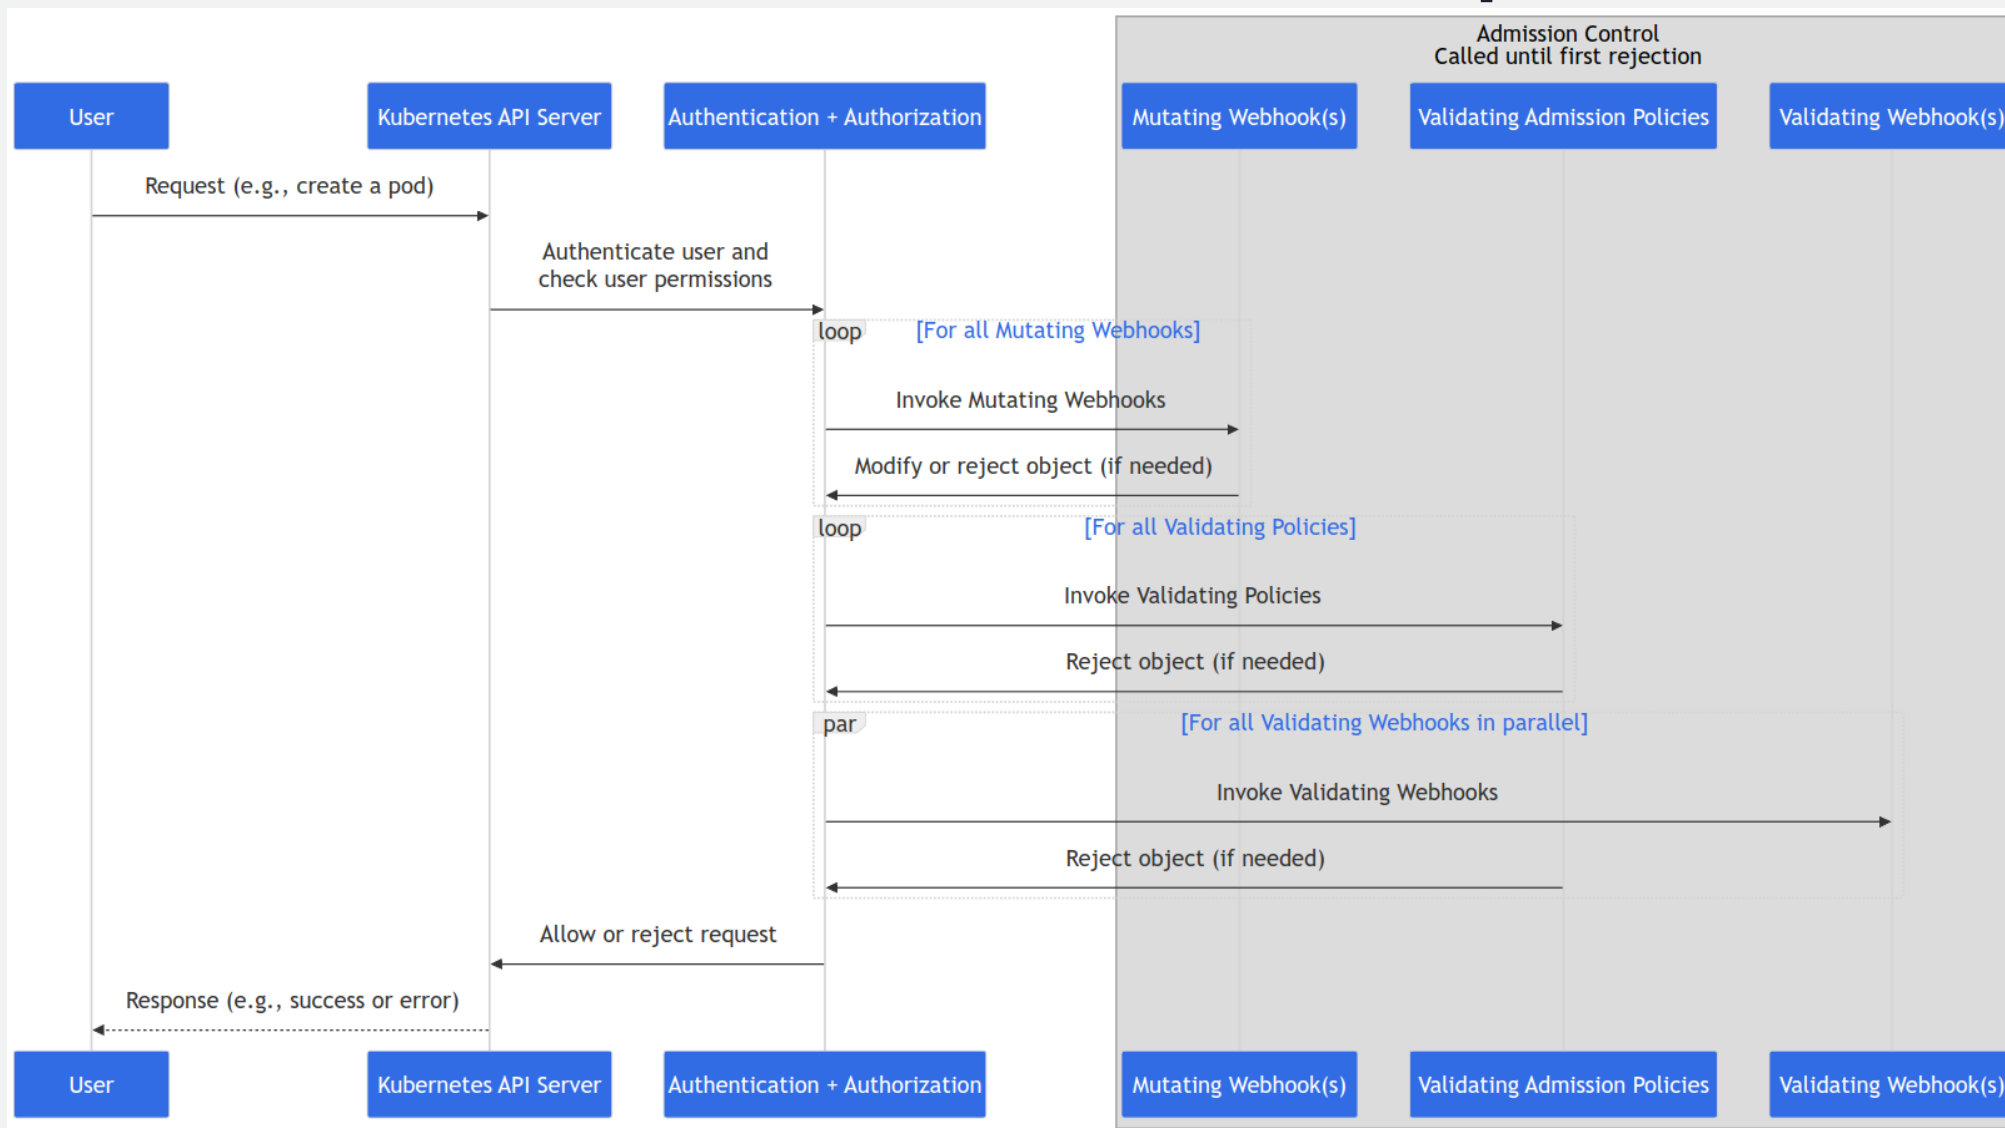 Admission Control
Called until first rejection
User
Kubernetes API Server
Authentication + Authorization
Mutating Webhook(s)
Validating Admission Policies
Validating Webhook(s)
Request (e.g., create a pod)
Authenticate user and
check user permissions
loop
[For all Mutating Webhooks]
Invoke Mutating Webhooks
Modify or reject object (if needed)
loop
[For all Validating Policies]
Invoke Validating Policies
Reject object (if needed)
par
[For all Validating Webhooks in parallel]
Invoke Validating Webhooks
Reject object (if needed)
Allow or reject request
Response (e.g., success or error)
User
Kubernetes API Server
Authentication + Authorization
Mutating Webhook(s)
Validating Admission Policies
Validating Webhook(s)